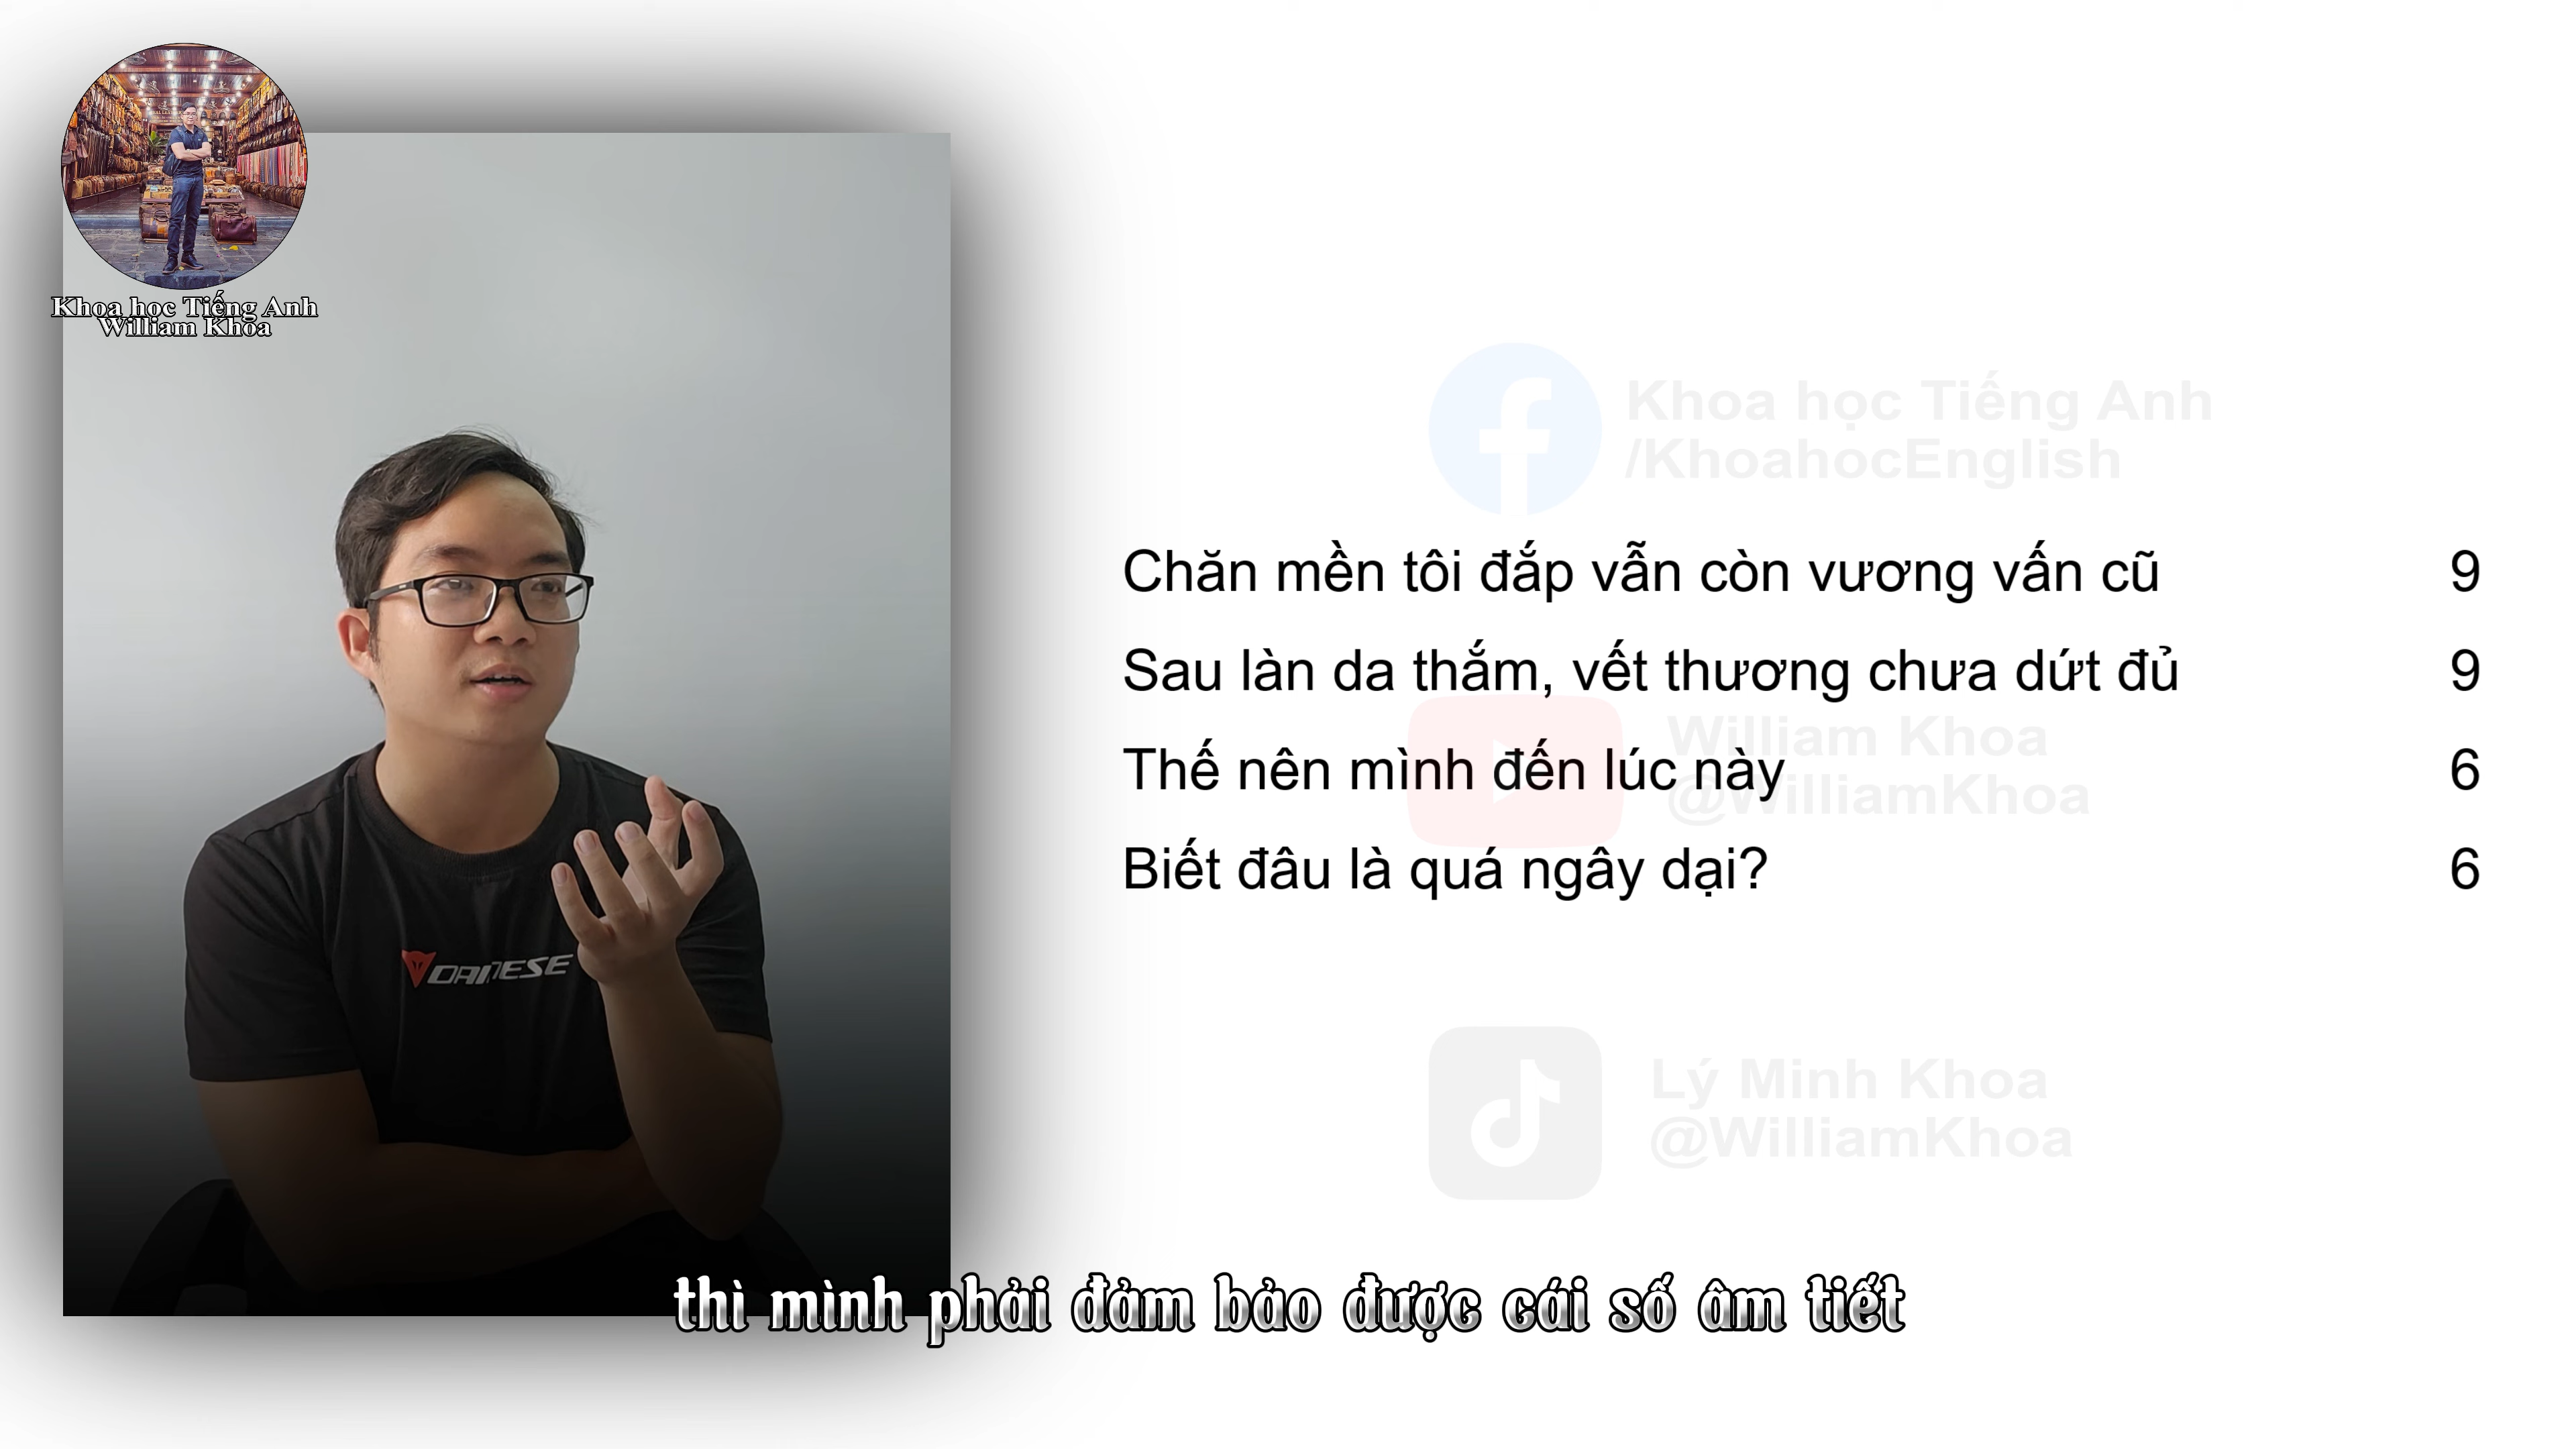 Khoa học Tiếng Anh
William Khoa
DAINESE
Khoa học Tiếng Anh
/KhoahocEnglish
Chăn mền tôi đắp vẫn còn vương vấn cũ 9
Sau làn da thắm, vết thương chưa dứt đủ 9
William Khoa
@WilliamKhoa
Thế nên mình đến lúc này 6
Biết đâu là quá ngây dại? 6
Lý Minh Khoa
@WilliamKhoa
thì mình phải đảm bảo được cái số âm tiết